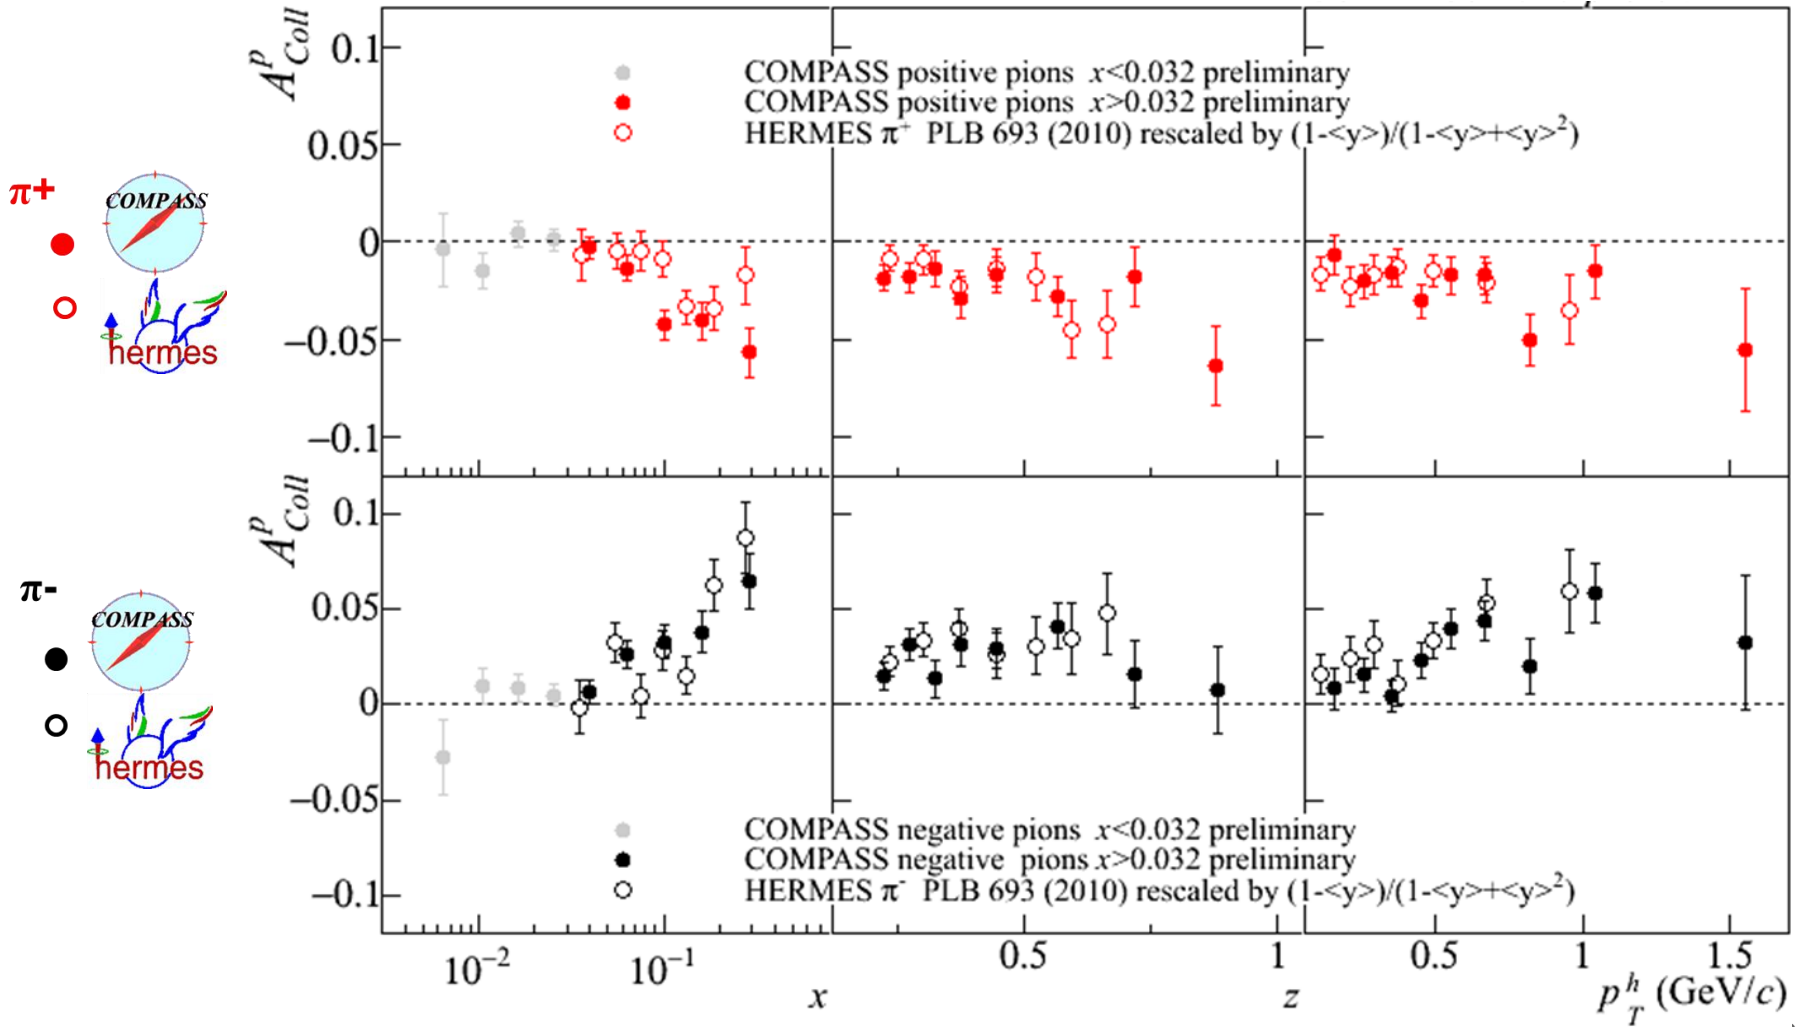 A^p_Coll
0.1
COMPASS positive pions x<0.032 preliminary
COMPASS positive pions x>0.032 preliminary
HERMES π⁺ PLB 693 (2010) rescaled by (1-<y>)/(1-<y>+<y>²)
0.05
π+
COMPASS
0
hermes
−0.05
−0.1
A^p_Coll
0.1
π-
COMPASS
0.05
0
hermes
−0.05
COMPASS negative pions x<0.032 preliminary
COMPASS negative pions x>0.032 preliminary
HERMES π⁻ PLB 693 (2010) rescaled by (1-<y>)/(1-<y>+<y>²)
−0.1
10⁻² 10⁻¹ 0.5 1 0.5 1 1.5
x z p_T^h (GeV/c)